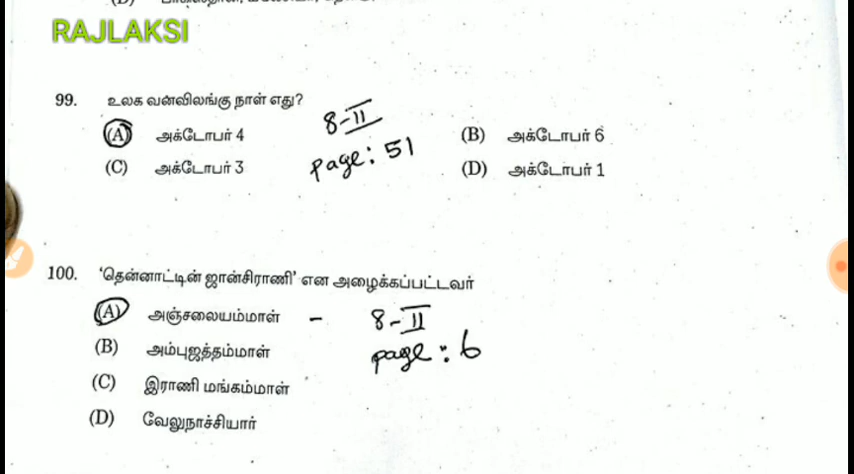 RAJLAKSI
99. உலக வனவிலங்கு நாள் எது?
(A) அக்டோபர் 4
(B) அக்டோபர் 6
(C) அக்டோபர் 3
(D) அக்டோபர் 1
8-II
page: 51
100. 'தென்னாட்டின் ஜான்சிராணி' என அழைக்கப்பட்டவர்
(A) அஞ்சலையம்மாள் - 8-II
(B) அம்புஜத்தம்மாள் page: 6
(C) இராணி மங்கம்மாள்
(D) வேலுநாச்சியார்